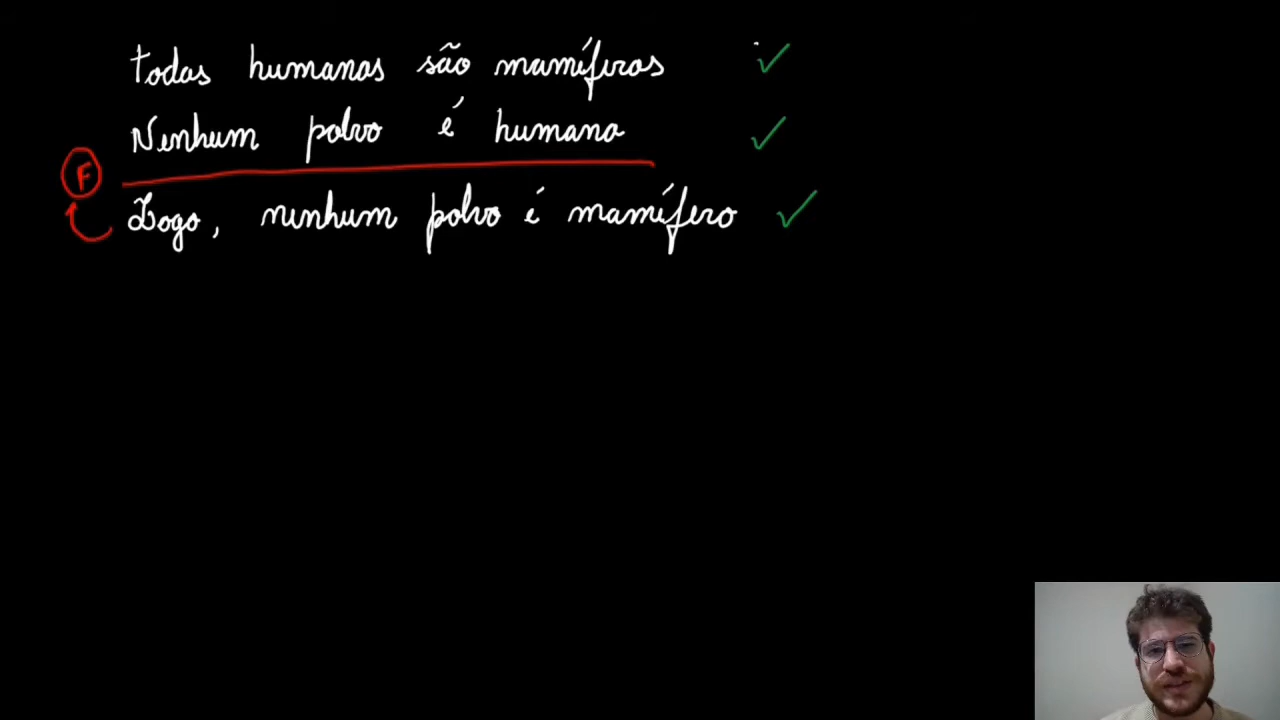 Todos humanos são mamíferos
Nenhum polvo é humano
F
Logo, nenhum polvo é mamífero